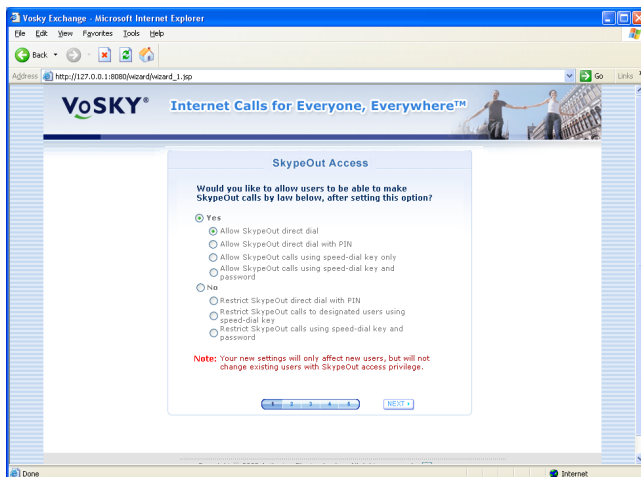 Vosky Exchange - Microsoft Internet Explorer
File Edit View Favorites Tools Help
Back
Address http://127.0.0.1:8080/wizard/wizard_1.jsp Go Links
VoSKY® Internet Calls for Everyone, Everywhere™
SkypeOut Access
Would you like to allow users to be able to make
SkypeOut calls by law below, after setting this option?
Yes
Allow SkypeOut direct dial
Allow SkypeOut direct dial with PIN
Allow SkypeOut calls using speed-dial key only
Allow SkypeOut calls using speed-dial key and
password
No
Restrict SkypeOut direct dial with PIN
Restrict SkypeOut calls to designated users using
speed-dial key
Restrict SkypeOut calls using speed-dial key and
password
Note: Your new settings will only affect new users, but will not
change existing users with SkypeOut access privilege.
1 2 3 4 5 NEXT
Done Internet